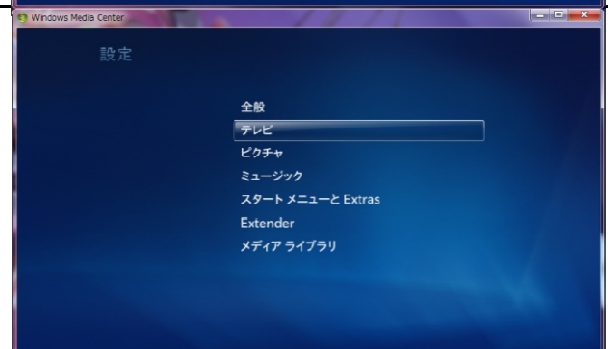 Windows Media Center
設定
全般
テレビ
ピクチャ
ミュージック
スタート メニューと Extras
Extender
メディア ライブラリ